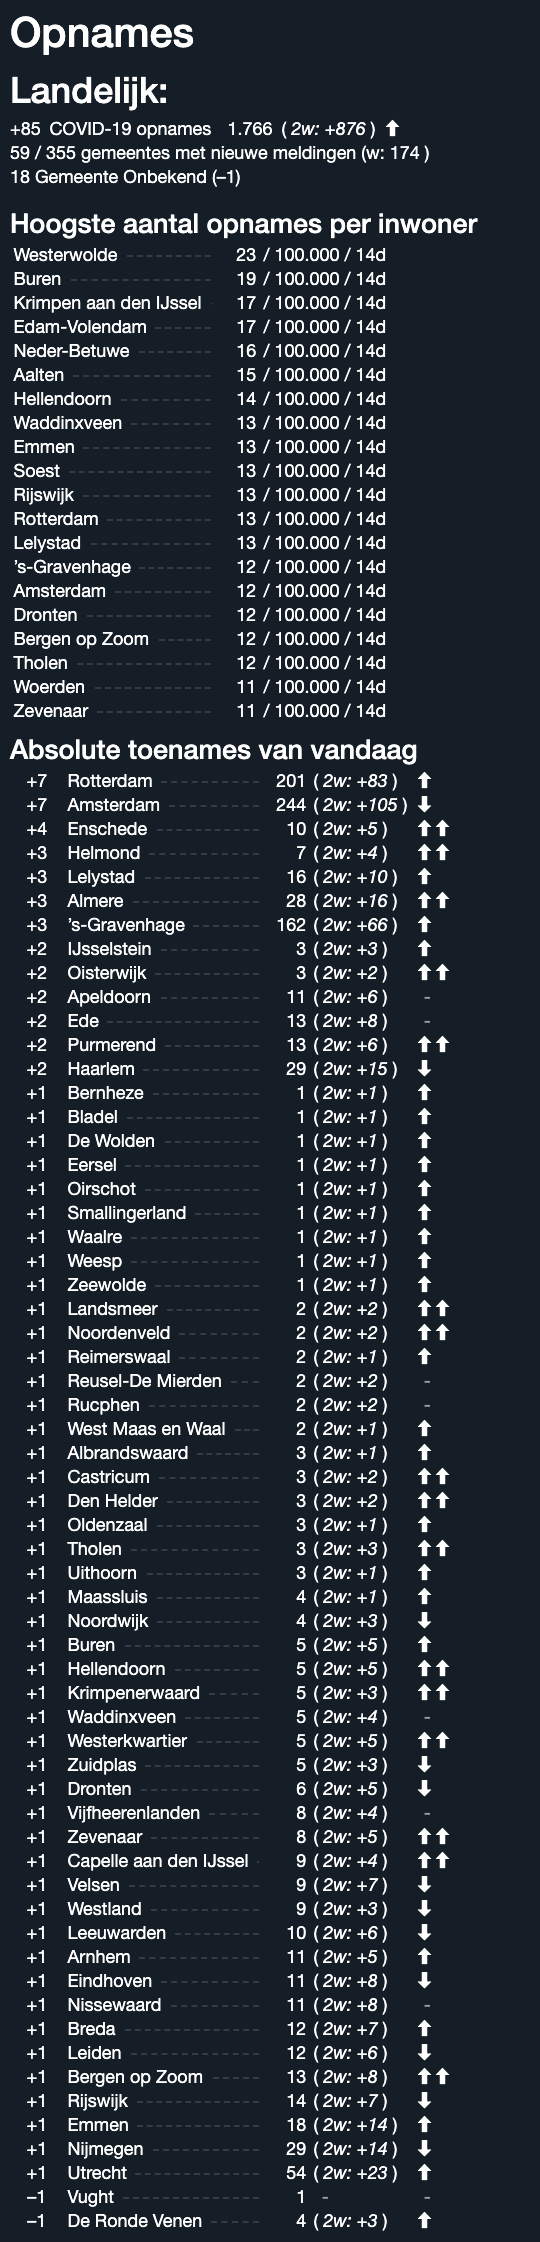 Opnames
Landelijk:
+85 COVID-19 opnames 1.766 ( 2w: +876 ) ⬆
59 / 355 gemeentes met nieuwe meldingen (w: 174 )
18 Gemeente Onbekend (–1)
Hoogste aantal opnames per inwoner
Westerwolde 23 / 100.000 / 14d
Buren 19 / 100.000 / 14d
Krimpen aan den IJssel 17 / 100.000 / 14d
Edam-Volendam 17 / 100.000 / 14d
Neder-Betuwe 16 / 100.000 / 14d
Aalten 15 / 100.000 / 14d
Hellendoorn 14 / 100.000 / 14d
Waddinxveen 13 / 100.000 / 14d
Emmen 13 / 100.000 / 14d
Soest 13 / 100.000 / 14d
Rijswijk 13 / 100.000 / 14d
Rotterdam 13 / 100.000 / 14d
Lelystad 13 / 100.000 / 14d
’s-Gravenhage 12 / 100.000 / 14d
Amsterdam 12 / 100.000 / 14d
Dronten 12 / 100.000 / 14d
Bergen op Zoom 12 / 100.000 / 14d
Tholen 12 / 100.000 / 14d
Woerden 11 / 100.000 / 14d
Zevenaar 11 / 100.000 / 14d
Absolute toenames van vandaag
+7 Rotterdam 201 ( 2w: +83 ) ⬆
+7 Amsterdam 244 ( 2w: +105 ) ⬇
+4 Enschede 10 ( 2w: +5 ) ⬆⬆
+3 Helmond 7 ( 2w: +4 ) ⬆⬆
+3 Lelystad 16 ( 2w: +10 ) ⬆
+3 Almere 28 ( 2w: +16 ) ⬆⬆
+3 ’s-Gravenhage 162 ( 2w: +66 ) ⬆
+2 IJsselstein 3 ( 2w: +3 ) ⬆
+2 Oisterwijk 3 ( 2w: +2 ) ⬆⬆
+2 Apeldoorn 11 ( 2w: +6 ) -
+2 Ede 13 ( 2w: +8 ) -
+2 Purmerend 13 ( 2w: +6 ) ⬆⬆
+2 Haarlem 29 ( 2w: +15 ) ⬇
+1 Bernheze 1 ( 2w: +1 ) ⬆
+1 Bladel 1 ( 2w: +1 ) ⬆
+1 De Wolden 1 ( 2w: +1 ) ⬆
+1 Eersel 1 ( 2w: +1 ) ⬆
+1 Oirschot 1 ( 2w: +1 ) ⬆
+1 Smallingerland 1 ( 2w: +1 ) ⬆
+1 Waalre 1 ( 2w: +1 ) ⬆
+1 Weesp 1 ( 2w: +1 ) ⬆
+1 Zeewolde 1 ( 2w: +1 ) ⬆
+1 Landsmeer 2 ( 2w: +2 ) ⬆⬆
+1 Noordenveld 2 ( 2w: +2 ) ⬆⬆
+1 Reimerswaal 2 ( 2w: +1 ) ⬆
+1 Reusel-De Mierden 2 ( 2w: +2 ) -
+1 Rucphen 2 ( 2w: +2 ) -
+1 West Maas en Waal 2 ( 2w: +1 ) ⬆
+1 Albrandswaard 3 ( 2w: +1 ) ⬆
+1 Castricum 3 ( 2w: +2 ) ⬆⬆
+1 Den Helder 3 ( 2w: +2 ) ⬆⬆
+1 Oldenzaal 3 ( 2w: +1 ) ⬆
+1 Tholen 3 ( 2w: +3 ) ⬆⬆
+1 Uithoorn 3 ( 2w: +1 ) ⬆
+1 Maassluis 4 ( 2w: +1 ) ⬆
+1 Noordwijk 4 ( 2w: +3 ) ⬇
+1 Buren 5 ( 2w: +5 ) ⬆
+1 Hellendoorn 5 ( 2w: +5 ) ⬆⬆
+1 Krimpenerwaard 5 ( 2w: +3 ) ⬆⬆
+1 Waddinxveen 5 ( 2w: +4 ) -
+1 Westerkwartier 5 ( 2w: +5 ) ⬆⬆
+1 Zuidplas 5 ( 2w: +3 ) ⬇
+1 Dronten 6 ( 2w: +5 ) ⬇
+1 Vijfheerenlanden 8 ( 2w: +4 ) -
+1 Zevenaar 8 ( 2w: +5 ) ⬆⬆
+1 Capelle aan den IJssel 9 ( 2w: +4 ) ⬆⬆
+1 Velsen 9 ( 2w: +7 ) ⬇
+1 Westland 9 ( 2w: +3 ) ⬇
+1 Leeuwarden 10 ( 2w: +6 ) ⬇
+1 Arnhem 11 ( 2w: +5 ) ⬆
+1 Eindhoven 11 ( 2w: +8 ) ⬇
+1 Nissewaard 11 ( 2w: +8 ) -
+1 Breda 12 ( 2w: +7 ) ⬆
+1 Leiden 12 ( 2w: +6 ) ⬇
+1 Bergen op Zoom 13 ( 2w: +8 ) ⬆⬆
+1 Rijswijk 14 ( 2w: +7 ) ⬇
+1 Emmen 18 ( 2w: +14 ) ⬆
+1 Nijmegen 29 ( 2w: +14 ) ⬇
+1 Utrecht 54 ( 2w: +23 ) ⬆
–1 Vught 1 - -
–1 De Ronde Venen 4 ( 2w: +3 ) ⬆